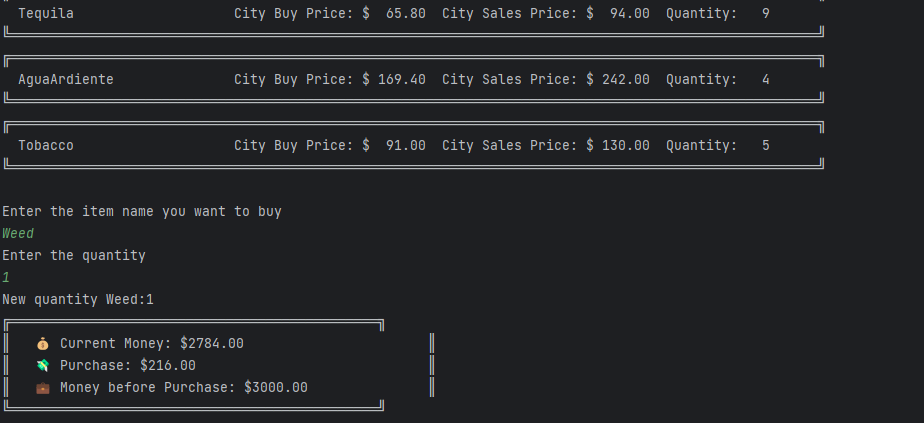 Tequila City Buy Price: $ 65.80 City Sales Price: $ 94.00 Quantity: 9
AguaArdiente City Buy Price: $ 169.40 City Sales Price: $ 242.00 Quantity: 4
Tobacco City Buy Price: $ 91.00 City Sales Price: $ 130.00 Quantity: 5
Enter the item name you want to buy
Weed
Enter the quantity
1
New quantity Weed:1
💰 Current Money: $2784.00
💸 Purchase: $216.00
💼 Money before Purchase: $3000.00